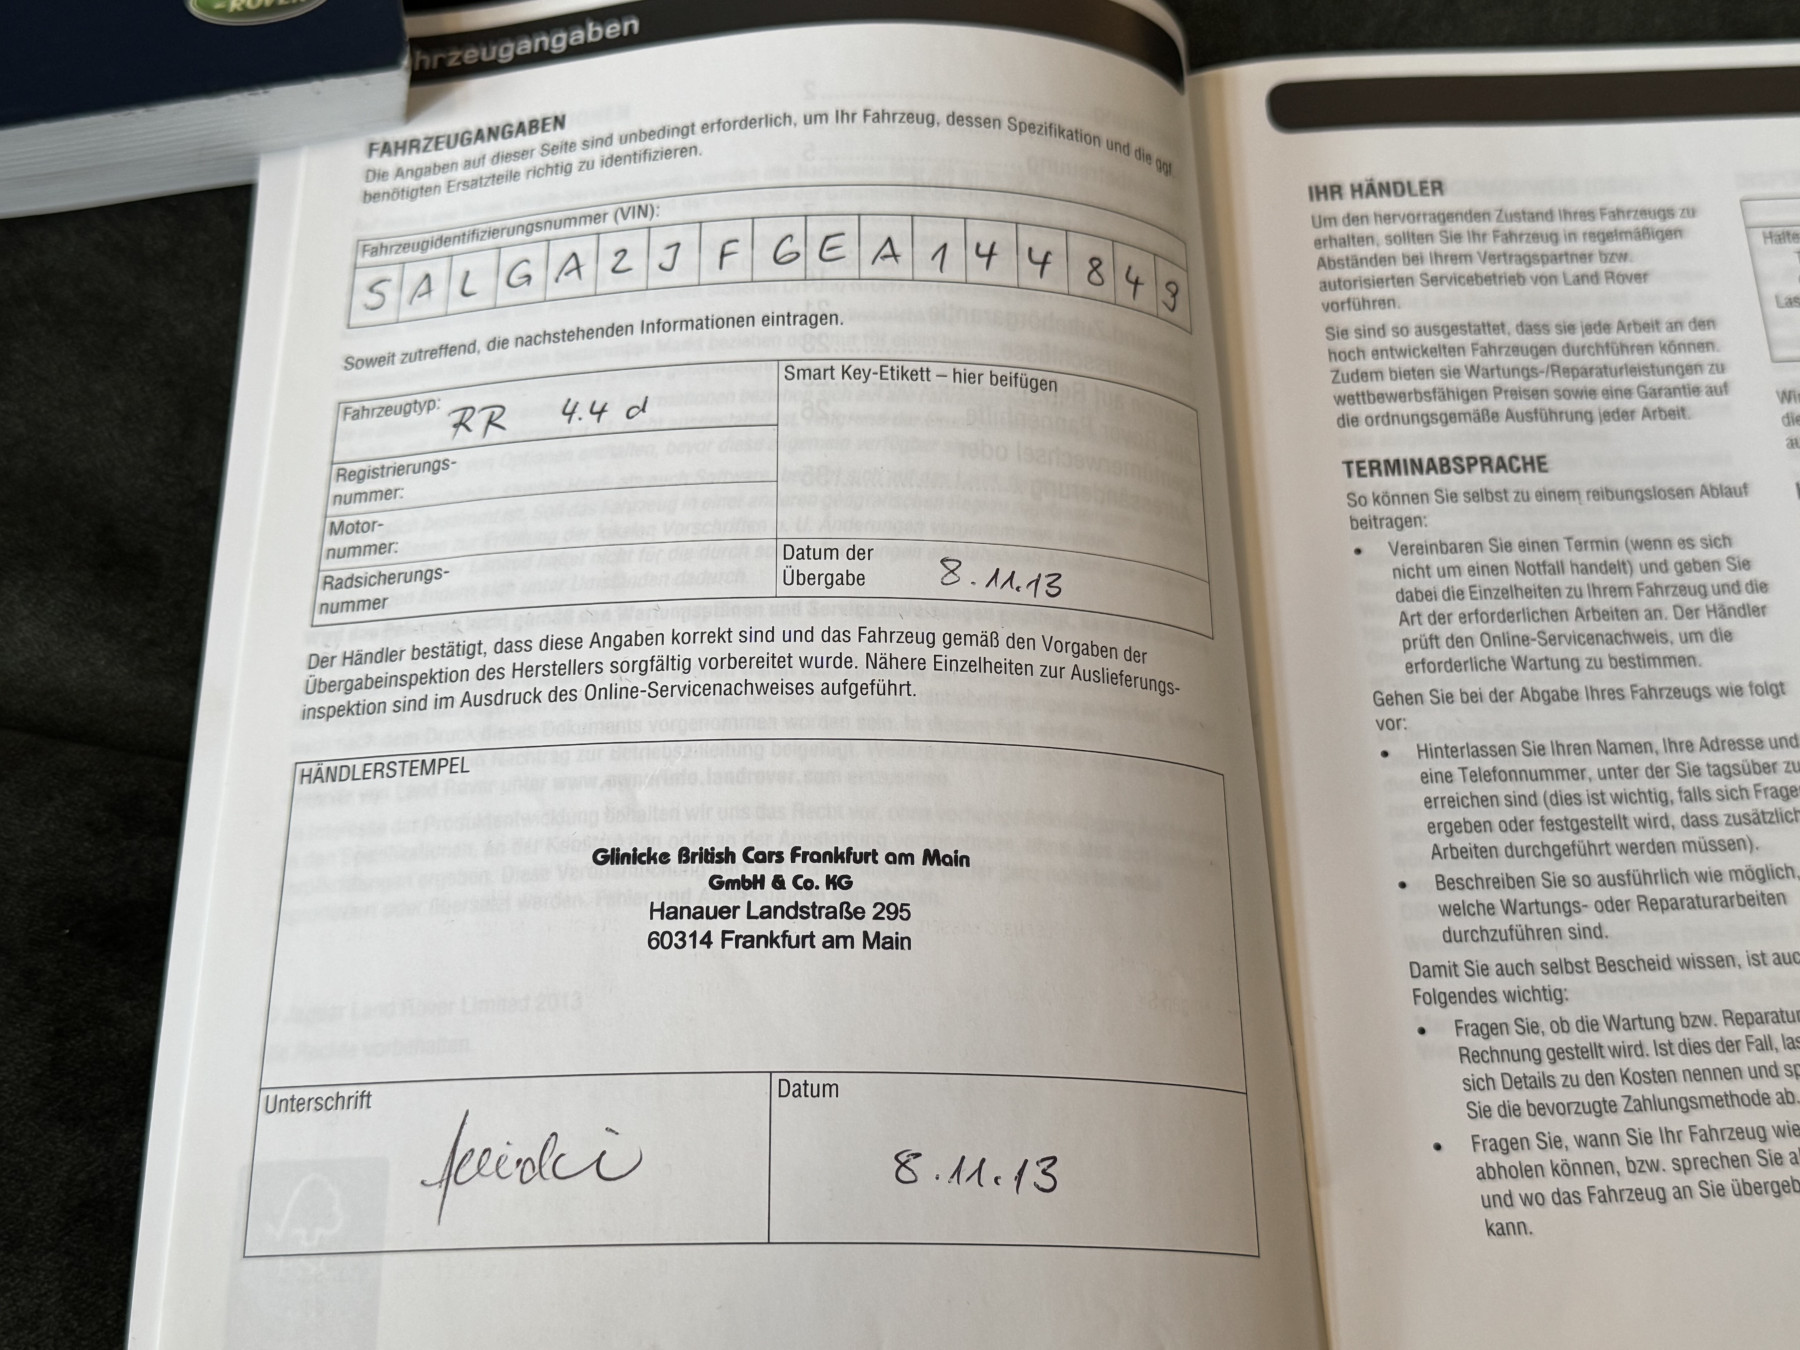 ROVER
hrzeugangaben
FAHRZEUGANGABEN
Die Angaben auf dieser Seite sind unbedingt erforderlich, um Ihr Fahrzeug, dessen Spezifikation und die ggf.
benötigten Ersatzteile richtig zu identifizieren.
Fahrzeugidentifizierungsnummer (VIN):
S A L G A 2 J F G E A 1 4 4 8 4 9
Soweit zutreffend, die nachstehenden Informationen eintragen.
Fahrzeugtyp: RR 4.4 d
Smart Key-Etikett – hier beifügen
Registrierungs-
nummer:
Motor-
nummer:
Radsicherungs-
nummer
Datum der
Übergabe 8.11.13
Der Händler bestätigt, dass diese Angaben korrekt sind und das Fahrzeug gemäß den Vorgaben der
Übergabeinspektion des Herstellers sorgfältig vorbereitet wurde. Nähere Einzelheiten zur Auslieferungs-
inspektion sind im Ausdruck des Online-Servicenachweises aufgeführt.
HÄNDLERSTEMPEL
Glinicke British Cars Frankfurt am Main
GmbH & Co. KG
Hanauer Landstraße 295
60314 Frankfurt am Main
Unterschrift
Datum
8.11.13
IHR HÄNDLER
Um den hervorragenden Zustand Ihres Fahrzeugs zu
erhalten, sollten Sie Ihr Fahrzeug in regelmäßigen
Abständen bei Ihrem Vertragspartner bzw.
autorisierten Servicebetrieb von Land Rover
vorführen.
Sie sind so ausgestattet, dass sie jede Arbeit an den
hoch entwickelten Fahrzeugen durchführen können.
Zudem bieten sie Wartungs-/Reparaturleistungen zu
wettbewerbsfähigen Preisen sowie eine Garantie auf
die ordnungsgemäße Ausführung jeder Arbeit.
TERMINABSPRACHE
So können Sie selbst zu einem reibungslosen Ablauf
beitragen:
• Vereinbaren Sie einen Termin (wenn es sich
nicht um einen Notfall handelt) und geben Sie
dabei die Einzelheiten zu Ihrem Fahrzeug und die
Art der erforderlichen Arbeiten an. Der Händler
prüft den Online-Servicenachweis, um die
erforderliche Wartung zu bestimmen.
Gehen Sie bei der Abgabe Ihres Fahrzeugs wie folgt
vor:
• Hinterlassen Sie Ihren Namen, Ihre Adresse und
eine Telefonnummer, unter der Sie tagsüber zu
erreichen sind (dies ist wichtig, falls sich Frage
ergeben oder festgestellt wird, dass zusätzlich
Arbeiten durchgeführt werden müssen).
• Beschreiben Sie so ausführlich wie möglich,
welche Wartungs- oder Reparaturarbeiten
durchzuführen sind.
Damit Sie auch selbst Bescheid wissen, ist auc
Folgendes wichtig:
• Fragen Sie, ob die Wartung bzw. Reparatur
Rechnung gestellt wird. Ist dies der Fall, las
sich Details zu den Kosten nennen und sp
Sie die bevorzugte Zahlungsmethode ab.
• Fragen Sie, wann Sie Ihr Fahrzeug wie
abholen können, bzw. sprechen Sie a
und wo das Fahrzeug an Sie übergeb
kann.
Halte
Las
Wi
die
au